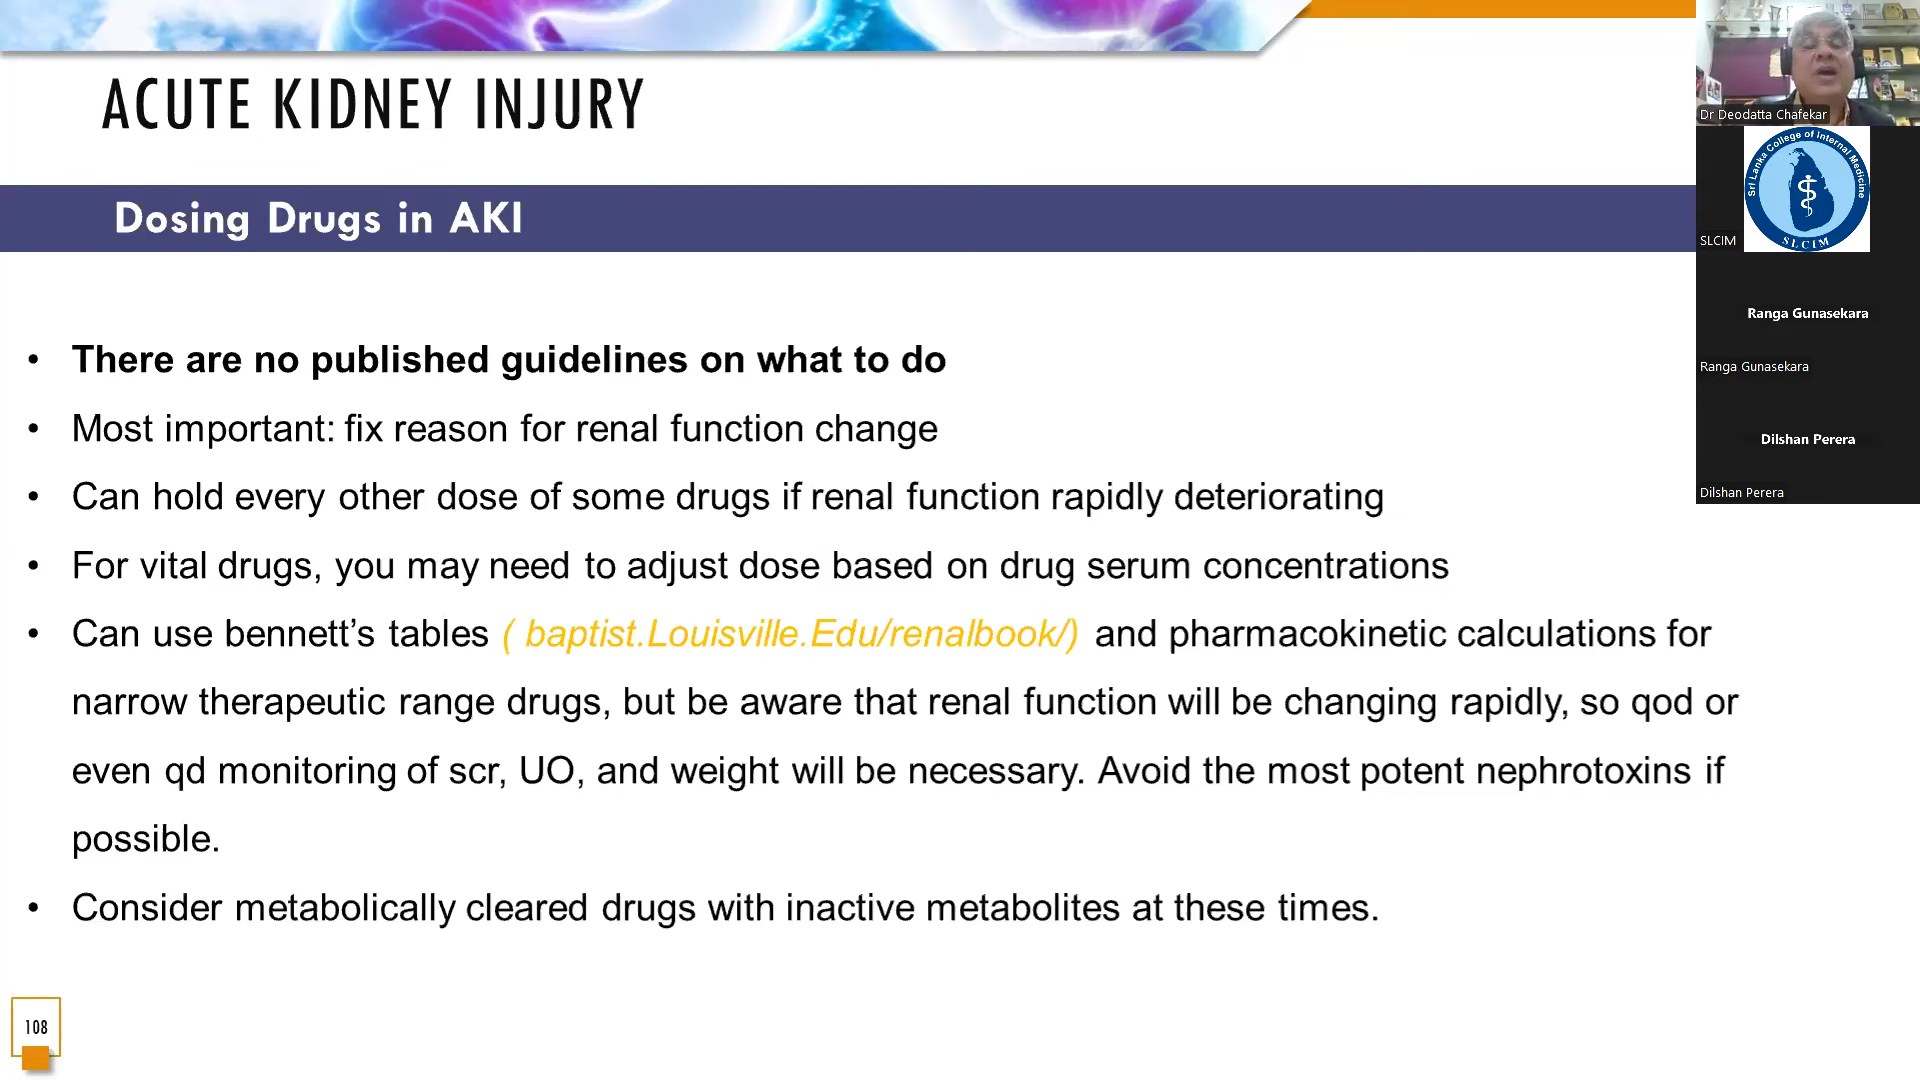 ACUTE KIDNEY INJURY
Dosing Drugs in AKI
• There are no published guidelines on what to do
• Most important: fix reason for renal function change
• Can hold every other dose of some drugs if renal function rapidly deteriorating
• For vital drugs, you may need to adjust dose based on drug serum concentrations
• Can use bennett’s tables ( baptist.Louisville.Edu/renalbook/) and pharmacokinetic calculations for
narrow therapeutic range drugs, but be aware that renal function will be changing rapidly, so qod or
even qd monitoring of scr, UO, and weight will be necessary. Avoid the most potent nephrotoxins if
possible.
• Consider metabolically cleared drugs with inactive metabolites at these times.
108
Dr Deodatta Chafekar
Sri Lanka College of Internal Medicine
SLCIM
SLCIM
Ranga Gunasekara
Ranga Gunasekara
Dilshan Perera
Dilshan Perera